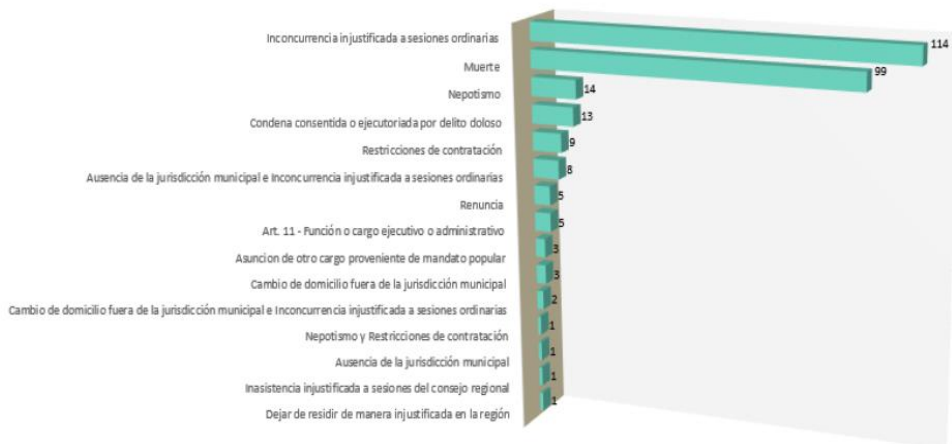 Inconcurrencia injustificada a sesiones ordinarias 114
Muerte 99
Nepotismo 14
Condena consentida o ejecutoriada por delito doloso 13
Restricciones de contratación 9
Ausencia de la jurisdicción municipal e Inconcurrencia injustificada a sesiones ordinarias 8
Renuncia 5
Art. 11 - Función o cargo ejecutivo o administrativo 5
Asuncion de otro cargo proveniente de mandato popular 3
Cambio de domicilio fuera de la jurisdicción municipal 3
Cambio de domicilio fuera de la jurisdicción municipal e Inconcurrencia injustificada a sesiones ordinarias 2
Nepotismo y Restricciones de contratación 1
Ausencia de la jurisdicción municipal 1
Inasistencia injustificada a sesiones del consejo regional 1
Dejar de residir de manera injustificada en la región 1